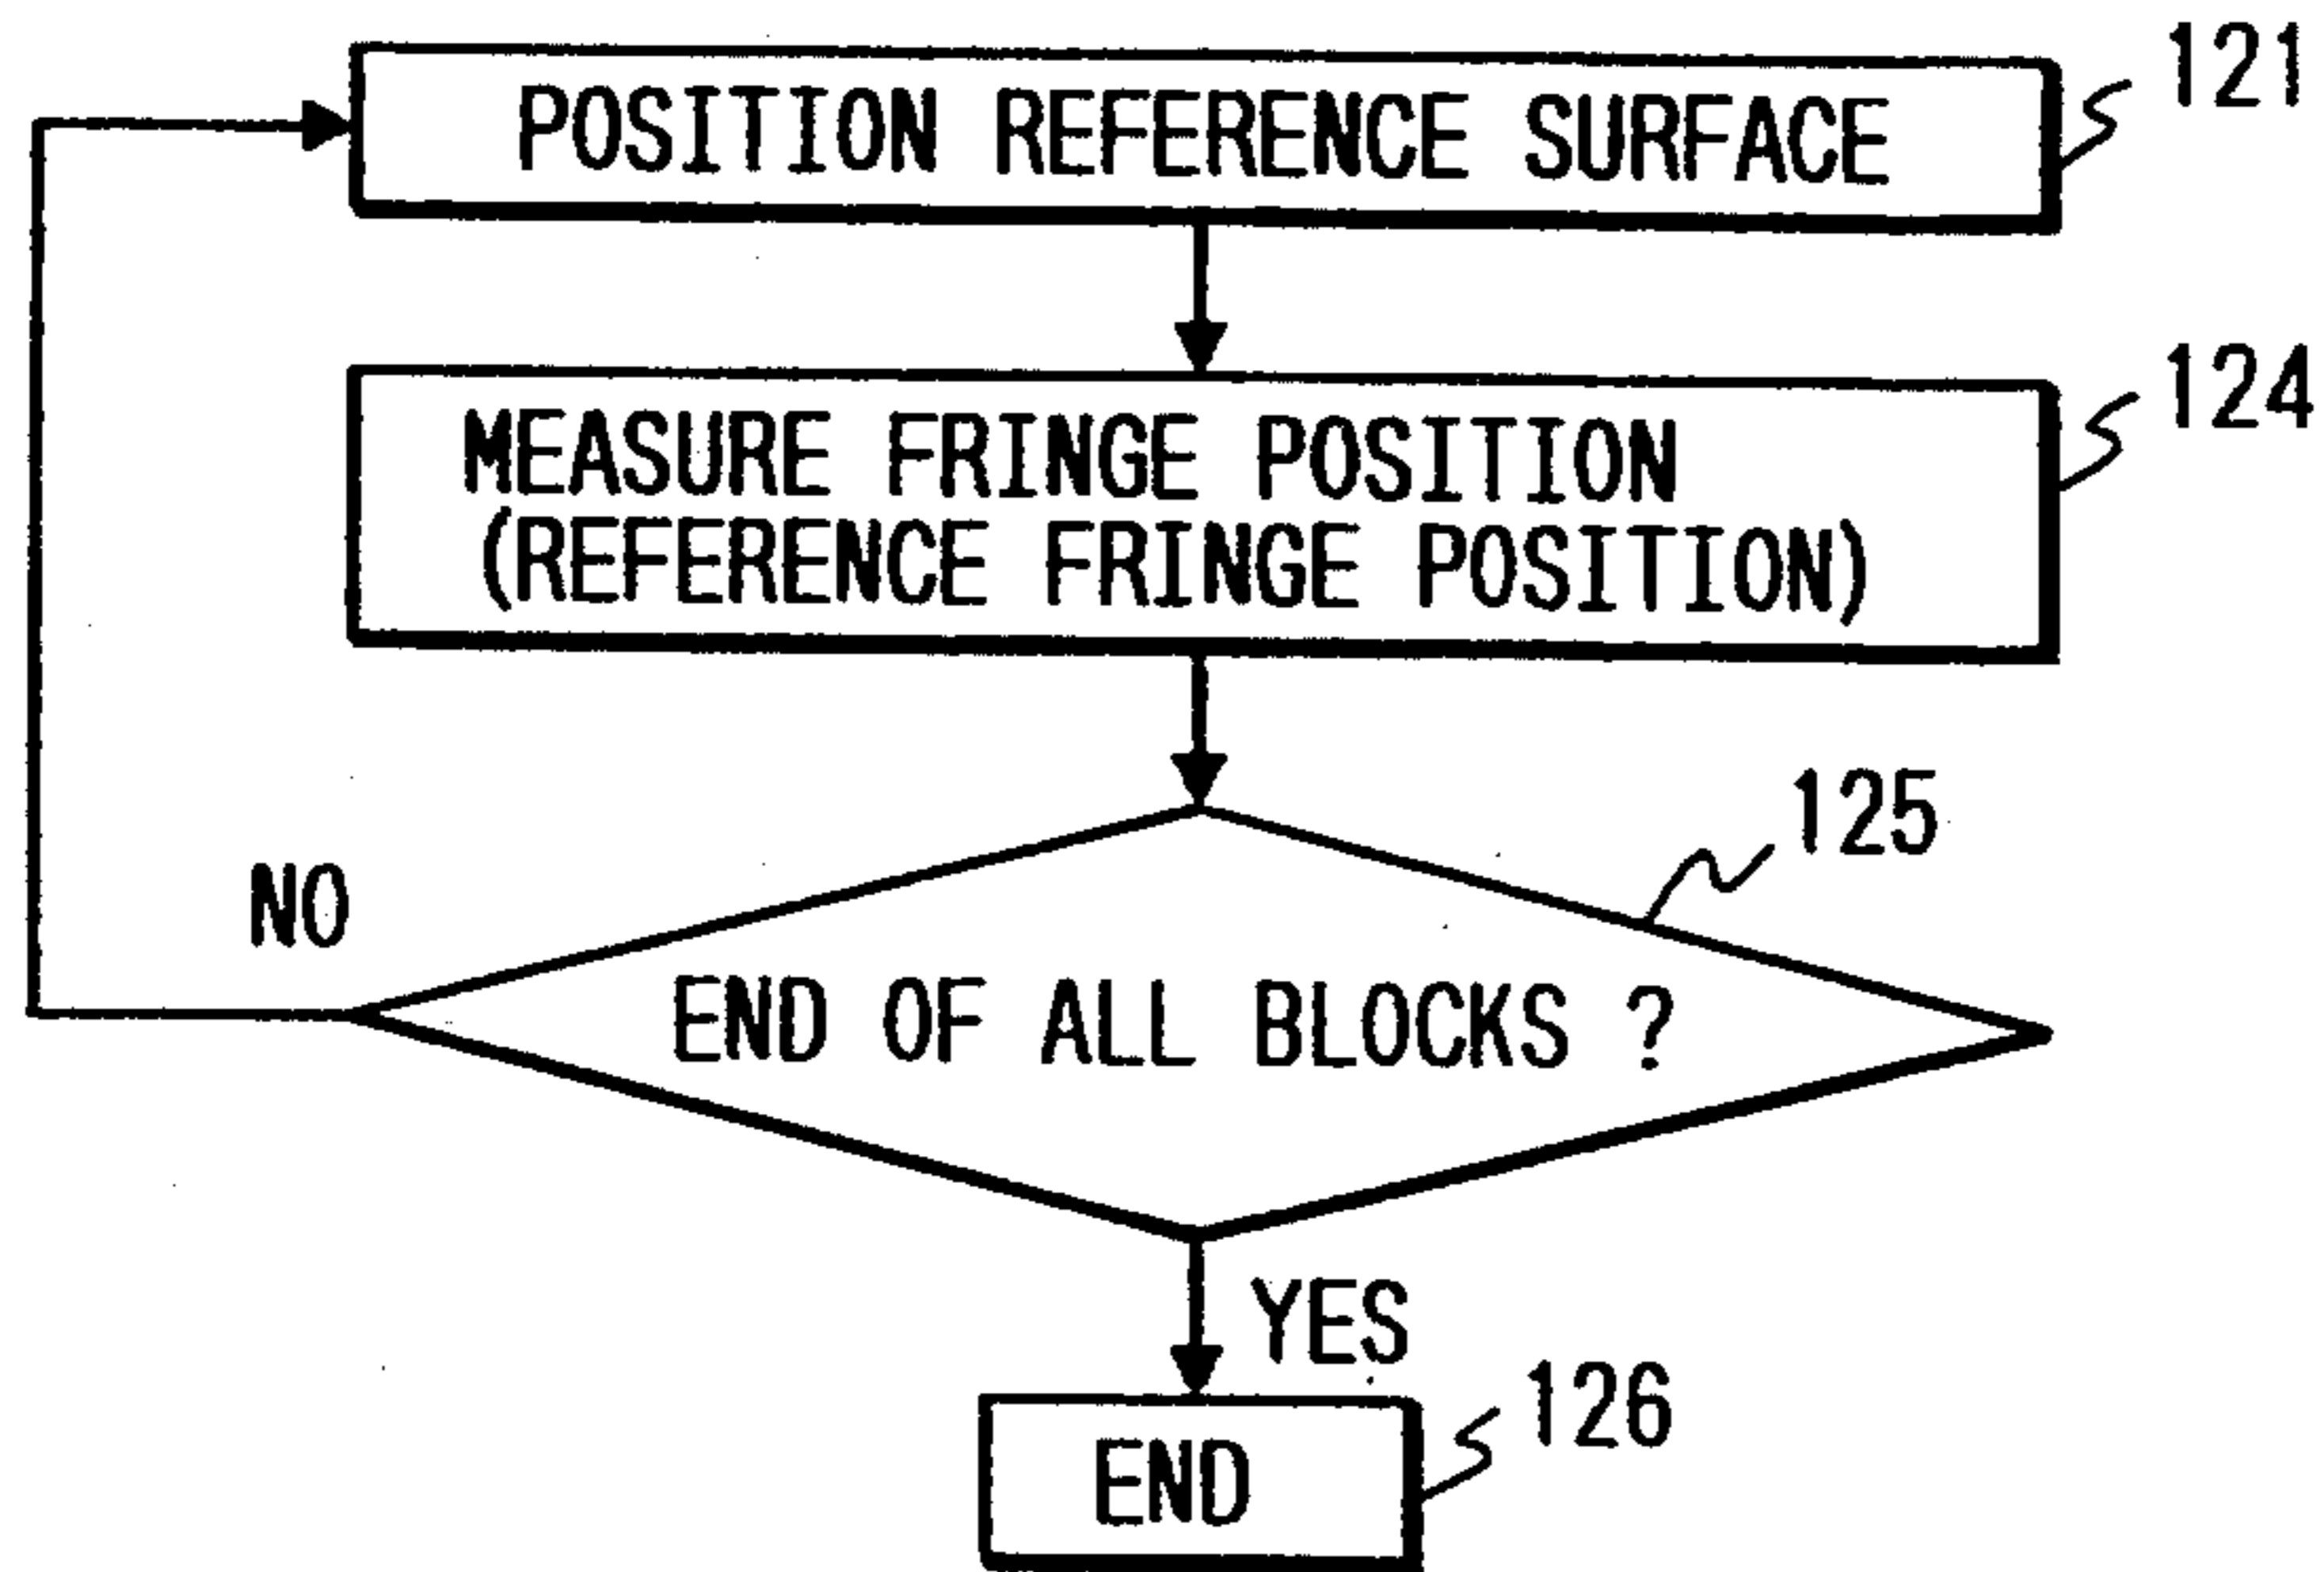 POSITION REFERENCE SURFACE
121
MEASURE FRINGE POSITION
(REFERENCE FRINGE POSITION)
124
125
NO
END OF ALL BLOCKS ?
YES
126
END